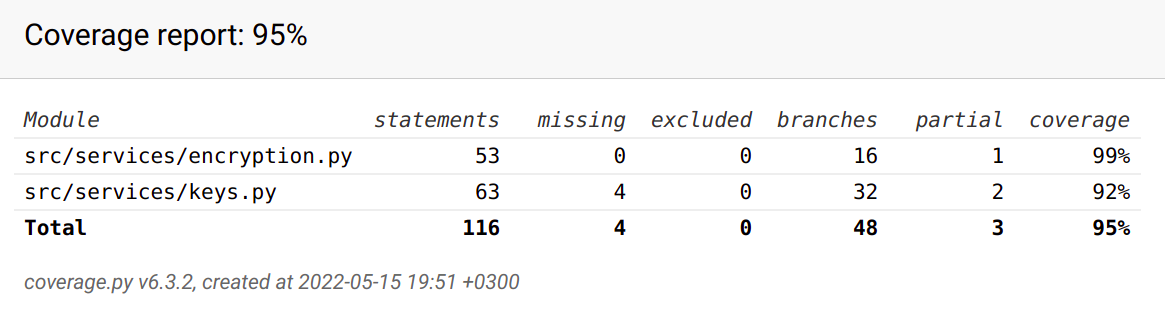 Coverage report: 95%
Module statements missing excluded branches partial coverage
src/services/encryption.py 53 0 0 16 1 99%
src/services/keys.py 63 4 0 32 2 92%
Total 116 4 0 48 3 95%
coverage.py v6.3.2, created at 2022-05-15 19:51 +0300